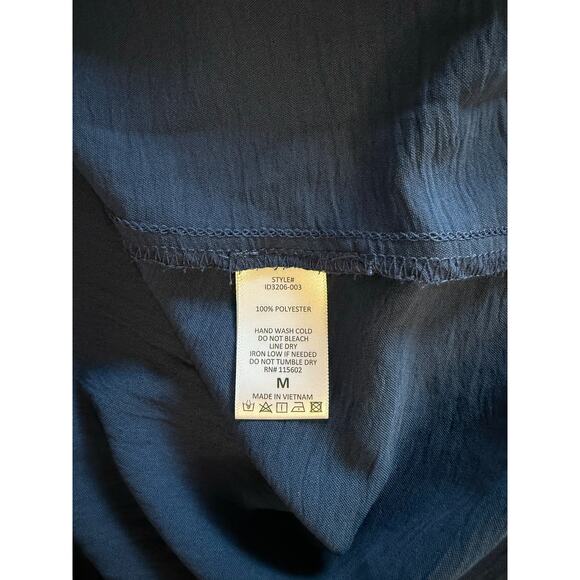 STYLE#
ID3206-003
100% POLYESTER
HAND WASH COLD
DO NOT BLEACH
LINE DRY
IRON LOW IF NEEDED
DO NOT TUMBLE DRY
RN# 115602
M
MADE IN VIETNAM